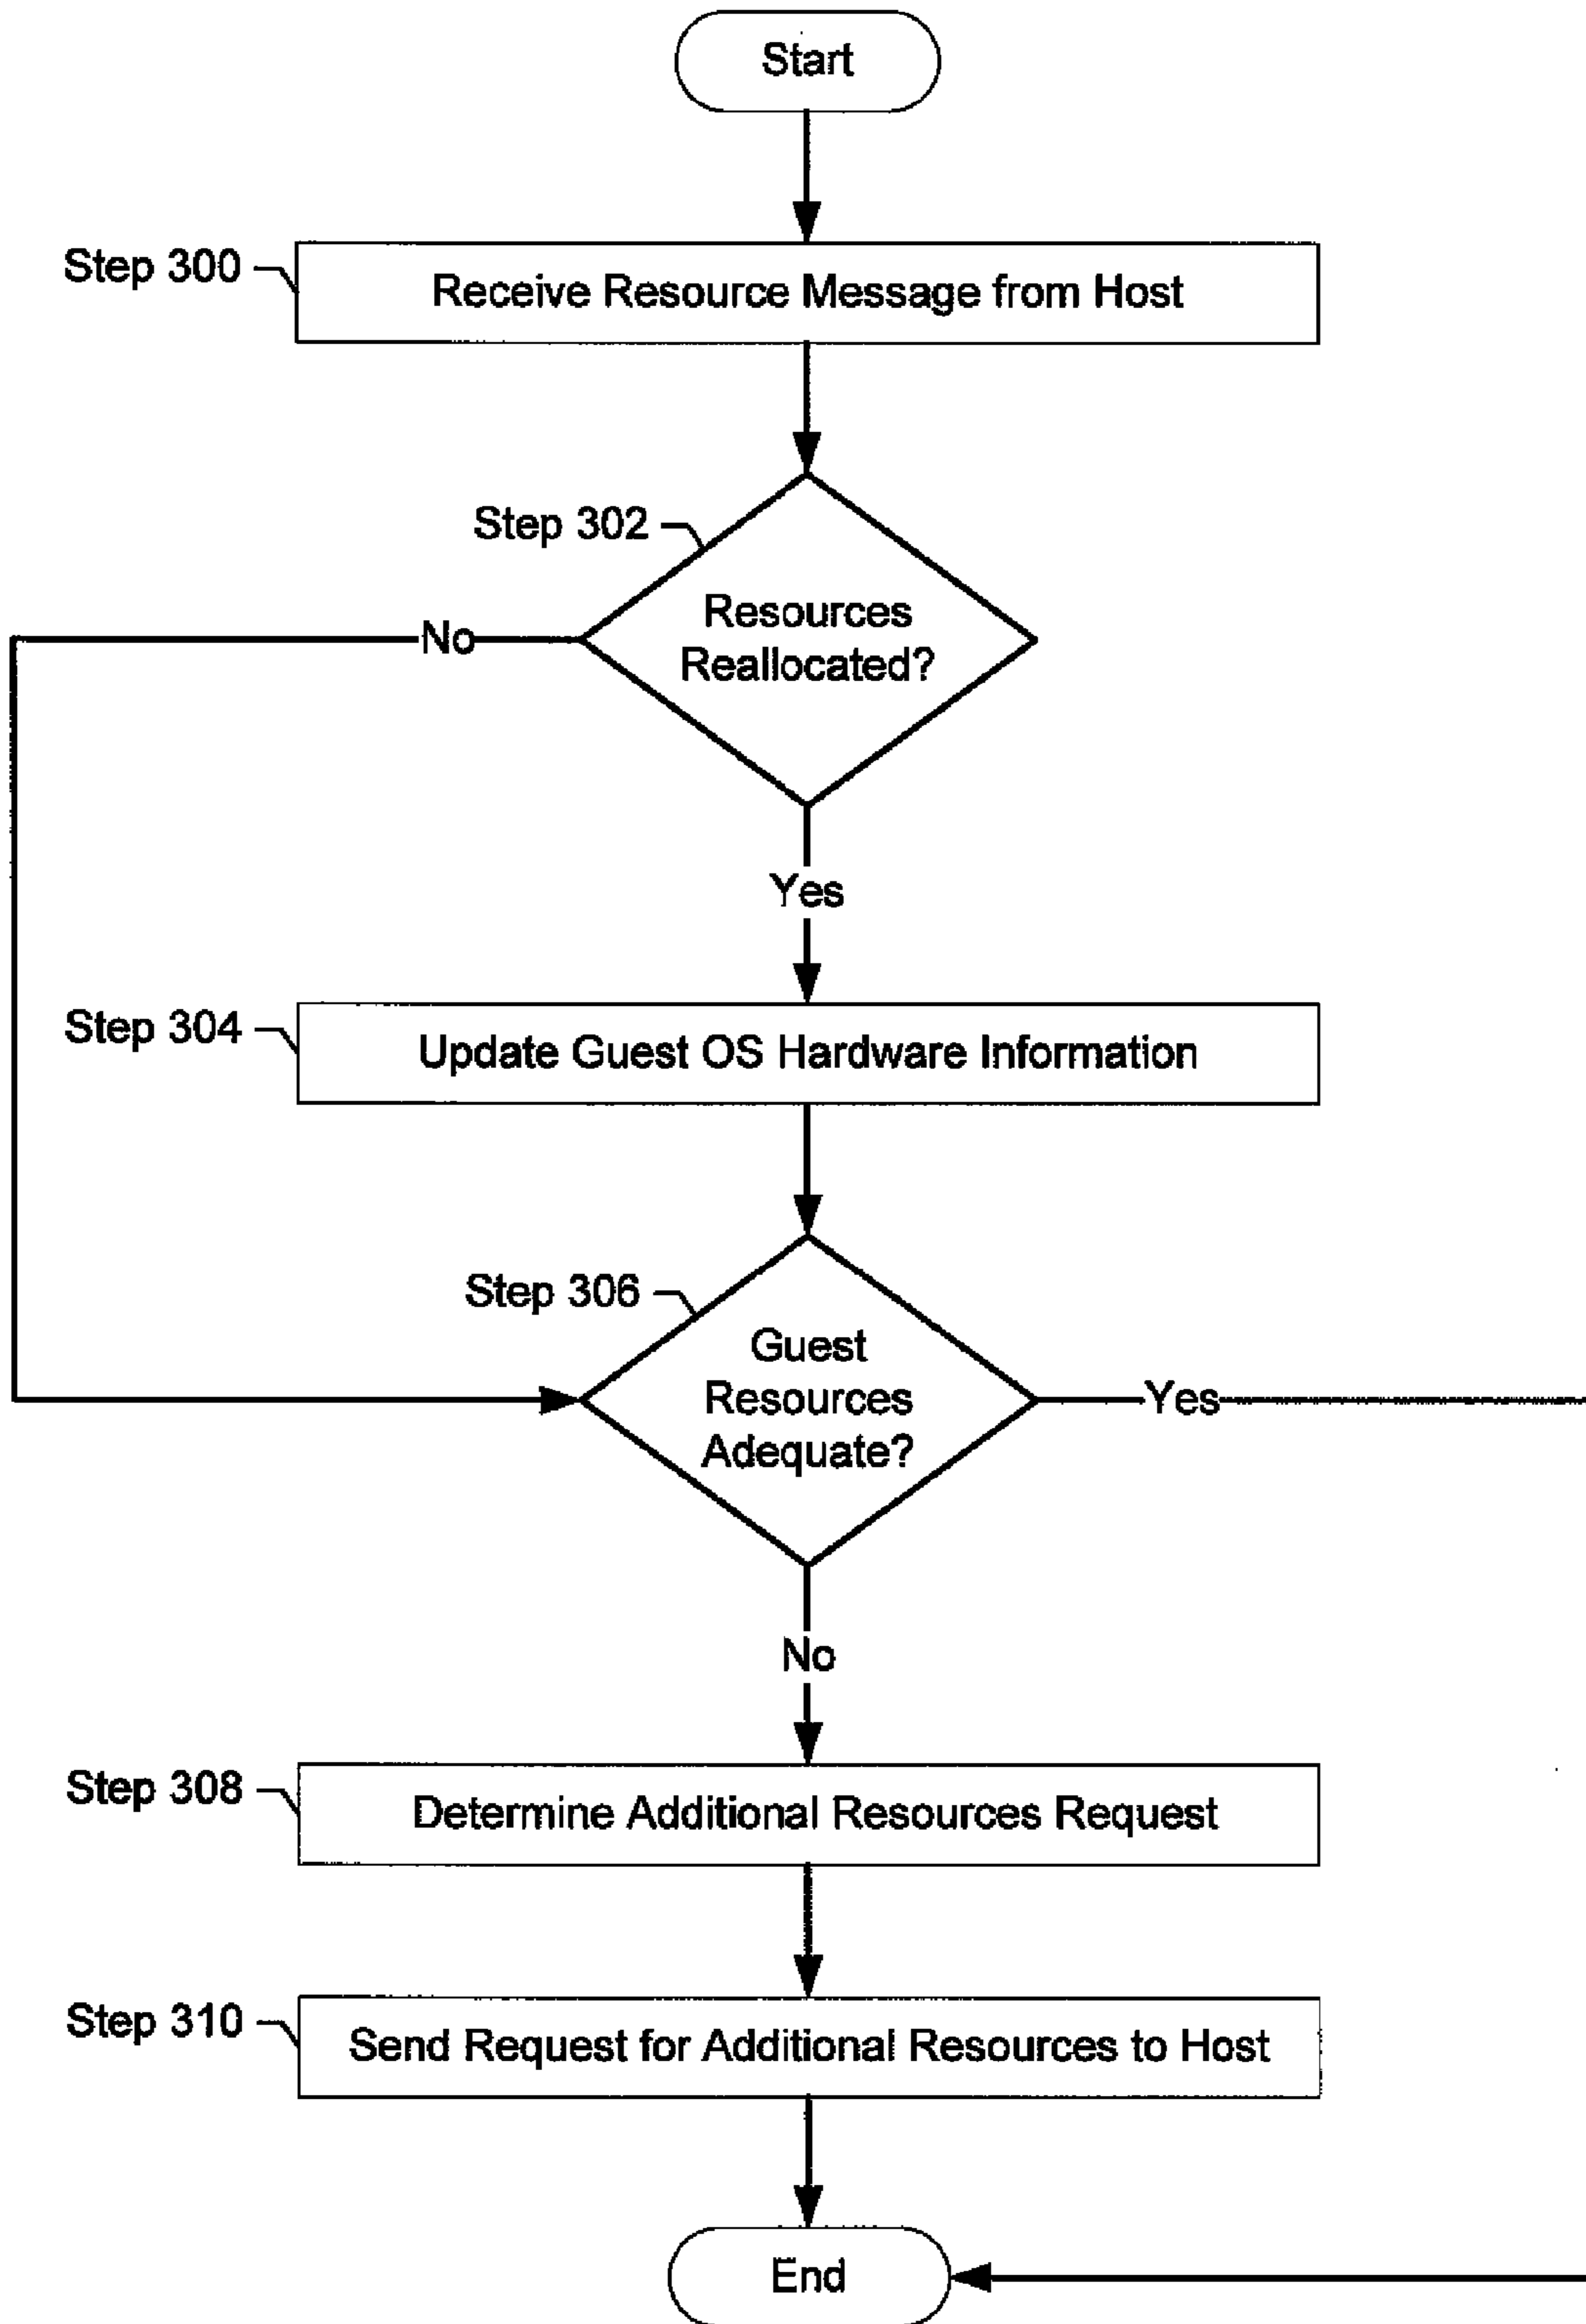 Start
Step 300
Receive Resource Message from Host
Step 302
Resources
Reallocated?
No
Yes
Step 304
Update Guest OS Hardware Information
Step 306
Guest
Resources
Adequate?
Yes
No
Step 308
Determine Additional Resources Request
Step 310
Send Request for Additional Resources to Host
End